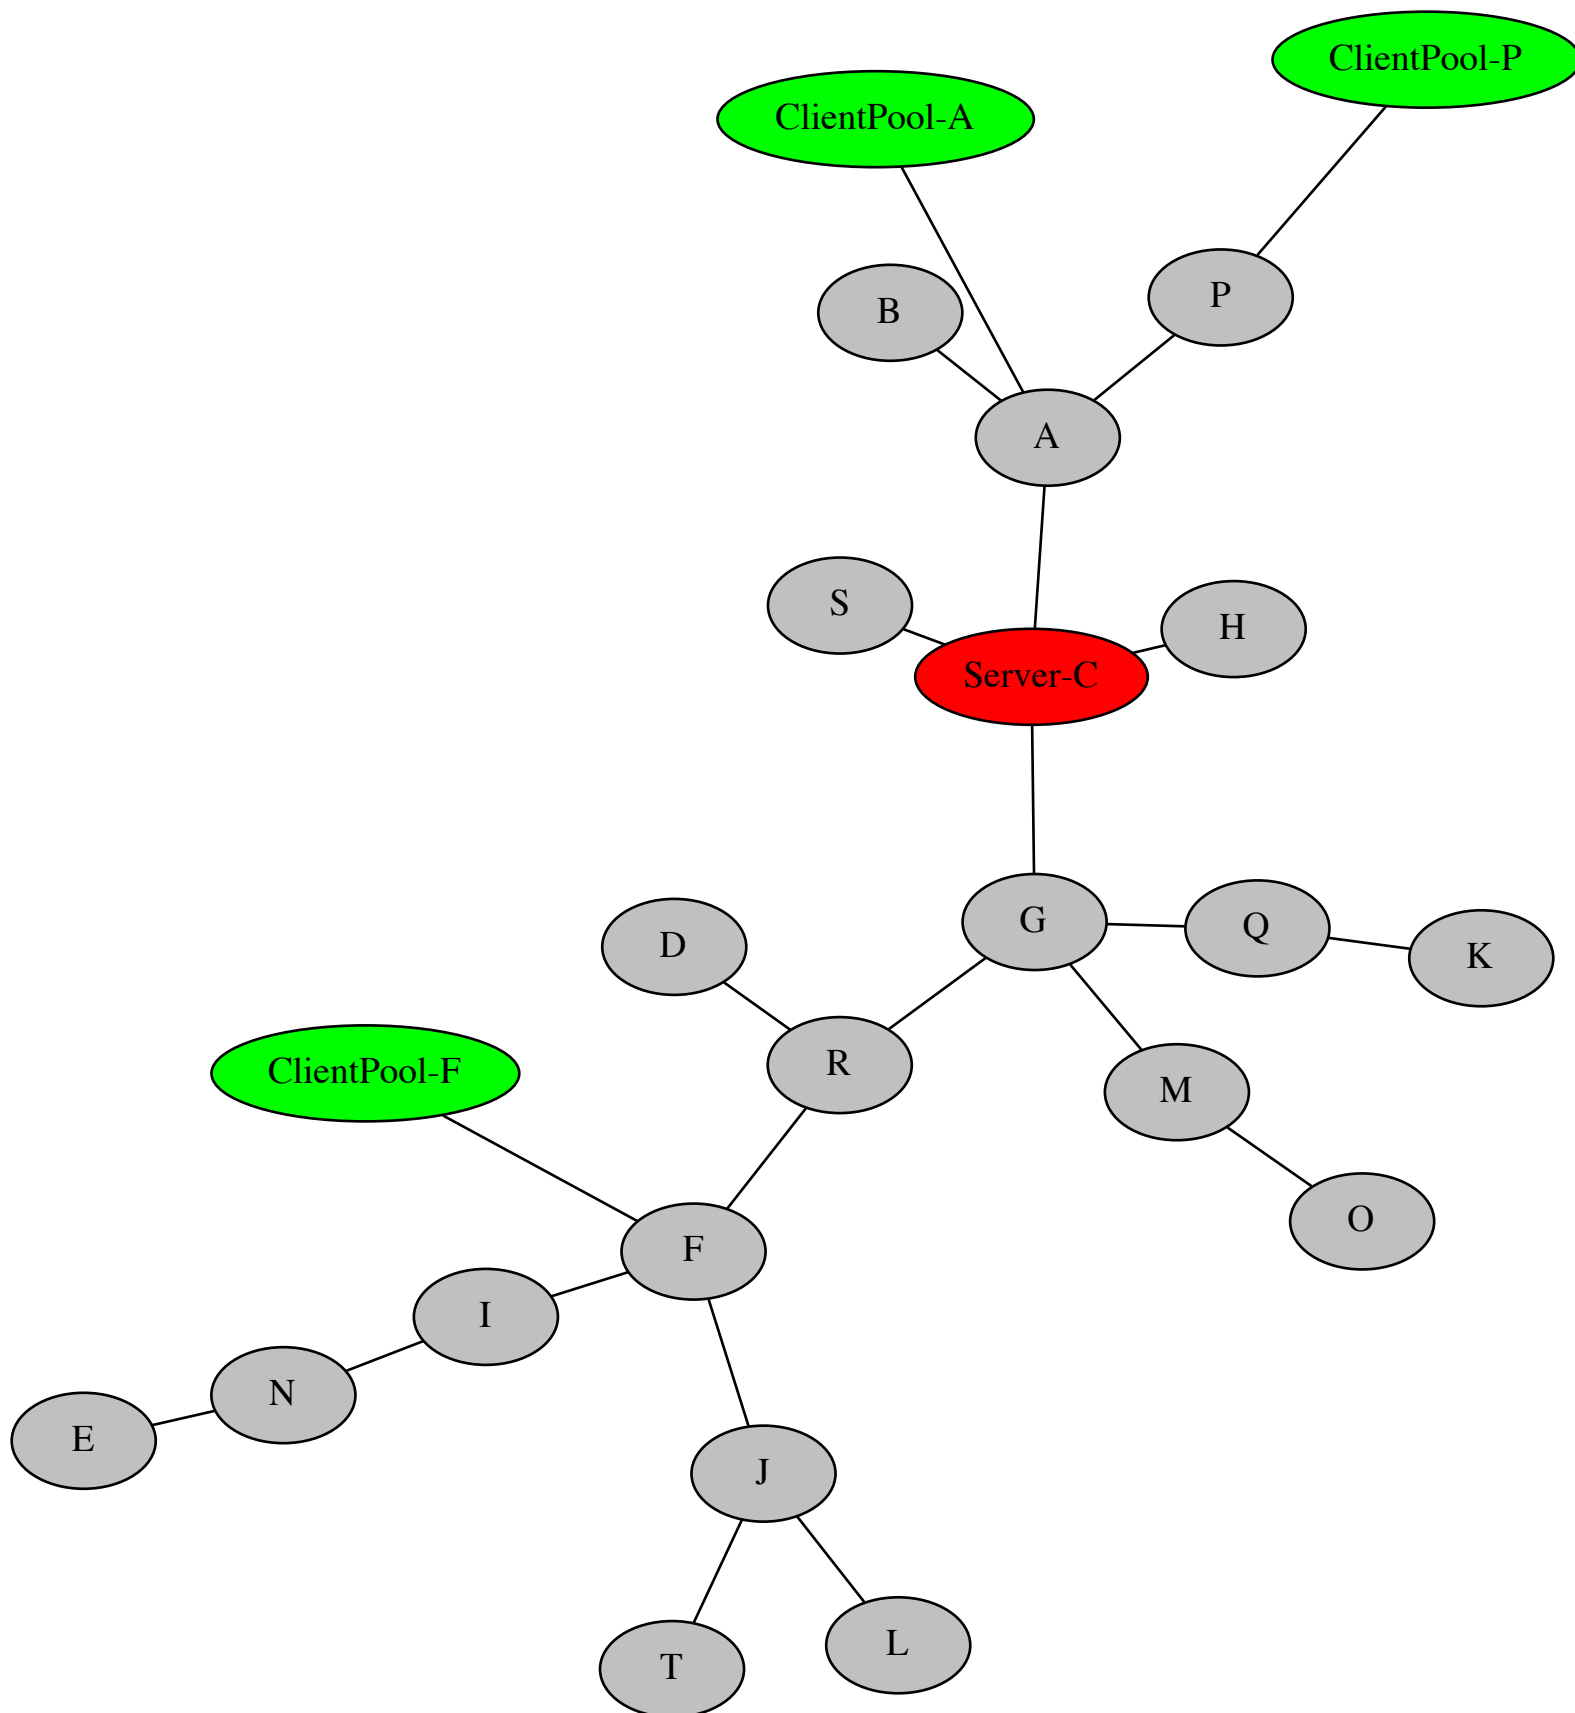 ClientPool-P
ClientPool-A
P
B
A
S
H
Server-C
G
Q
D
K
R
ClientPool-F
M
O
F
I
N
E
J
L
T